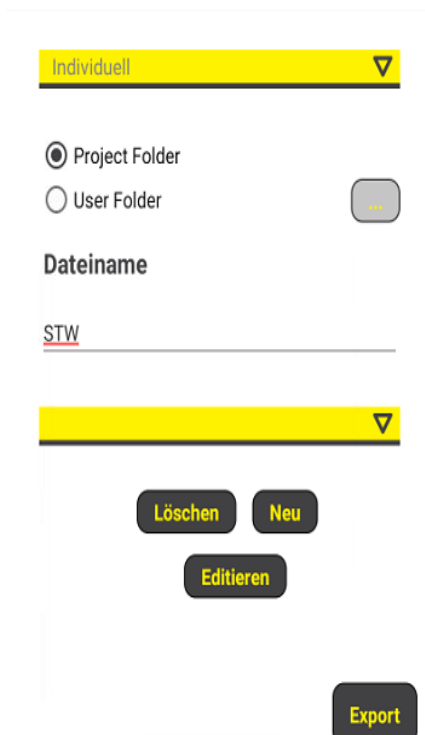 Individuell
Project Folder
User Folder
...
Dateiname
STW
Löschen
Neu
Editieren
Export